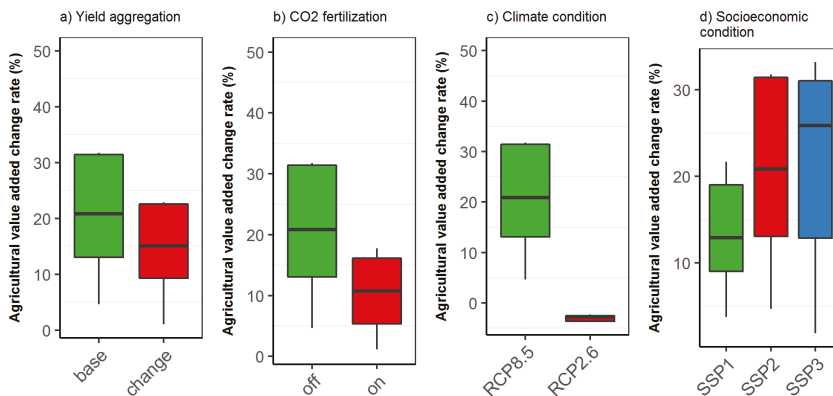 a) Yield aggregation
Agricultural value added change rate (%)
50
40
30
20
10
0
base
change
b) CO2 fertilization
Agricultural value added change rate (%)
50
40
30
20
10
0
off
on
c) Climate condition
Agricultural value added change rate (%)
50
40
30
20
10
0
RCP8.5
RCP2.6
d) Socioeconomic
condition
Agricultural value added change rate (%)
30
20
10
SSP1
SSP2
SSP3